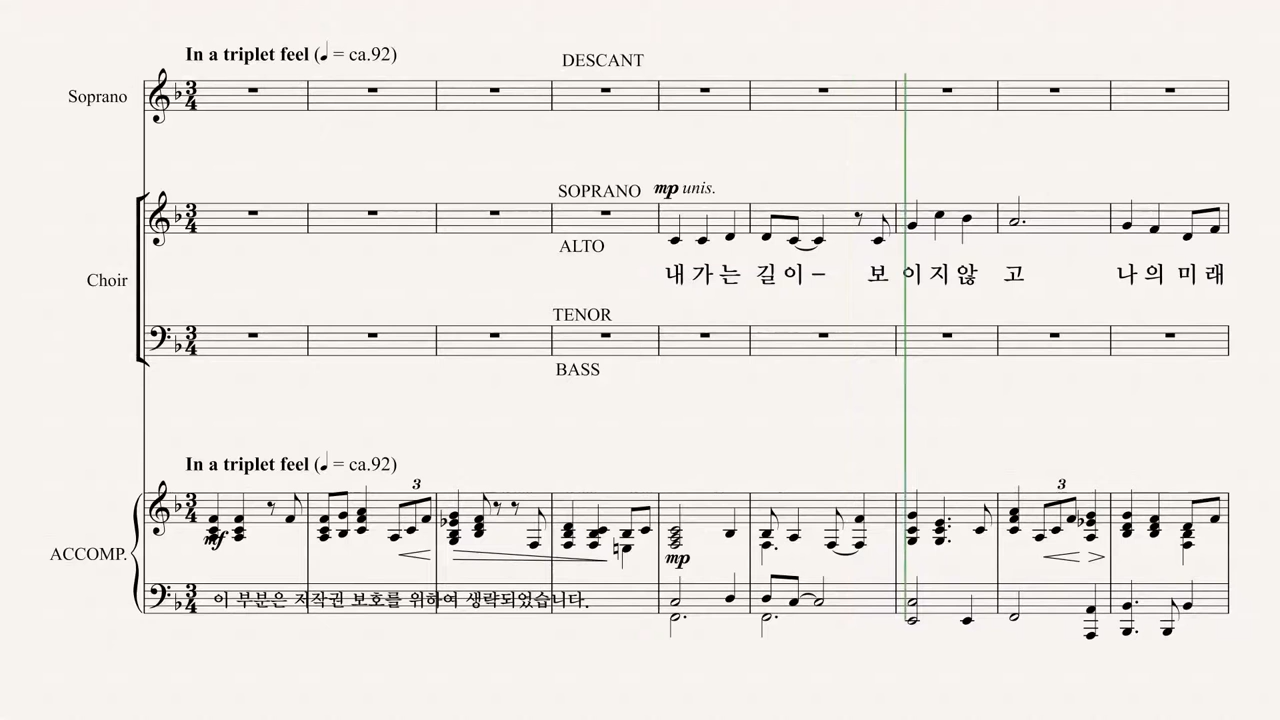 In a triplet feel (♩ = ca.92)
DESCANT
Soprano
SOPRANO mp unis.
ALTO
Choir
내 가 는 길 이 – 보 이 지 않 고 나 의 미 래
TENOR
BASS
In a triplet feel (♩ = ca.92)
3 3
mf
ACCOMP.
mp
이 부분은 저작권 보호를 위하여 생략되었습니다.